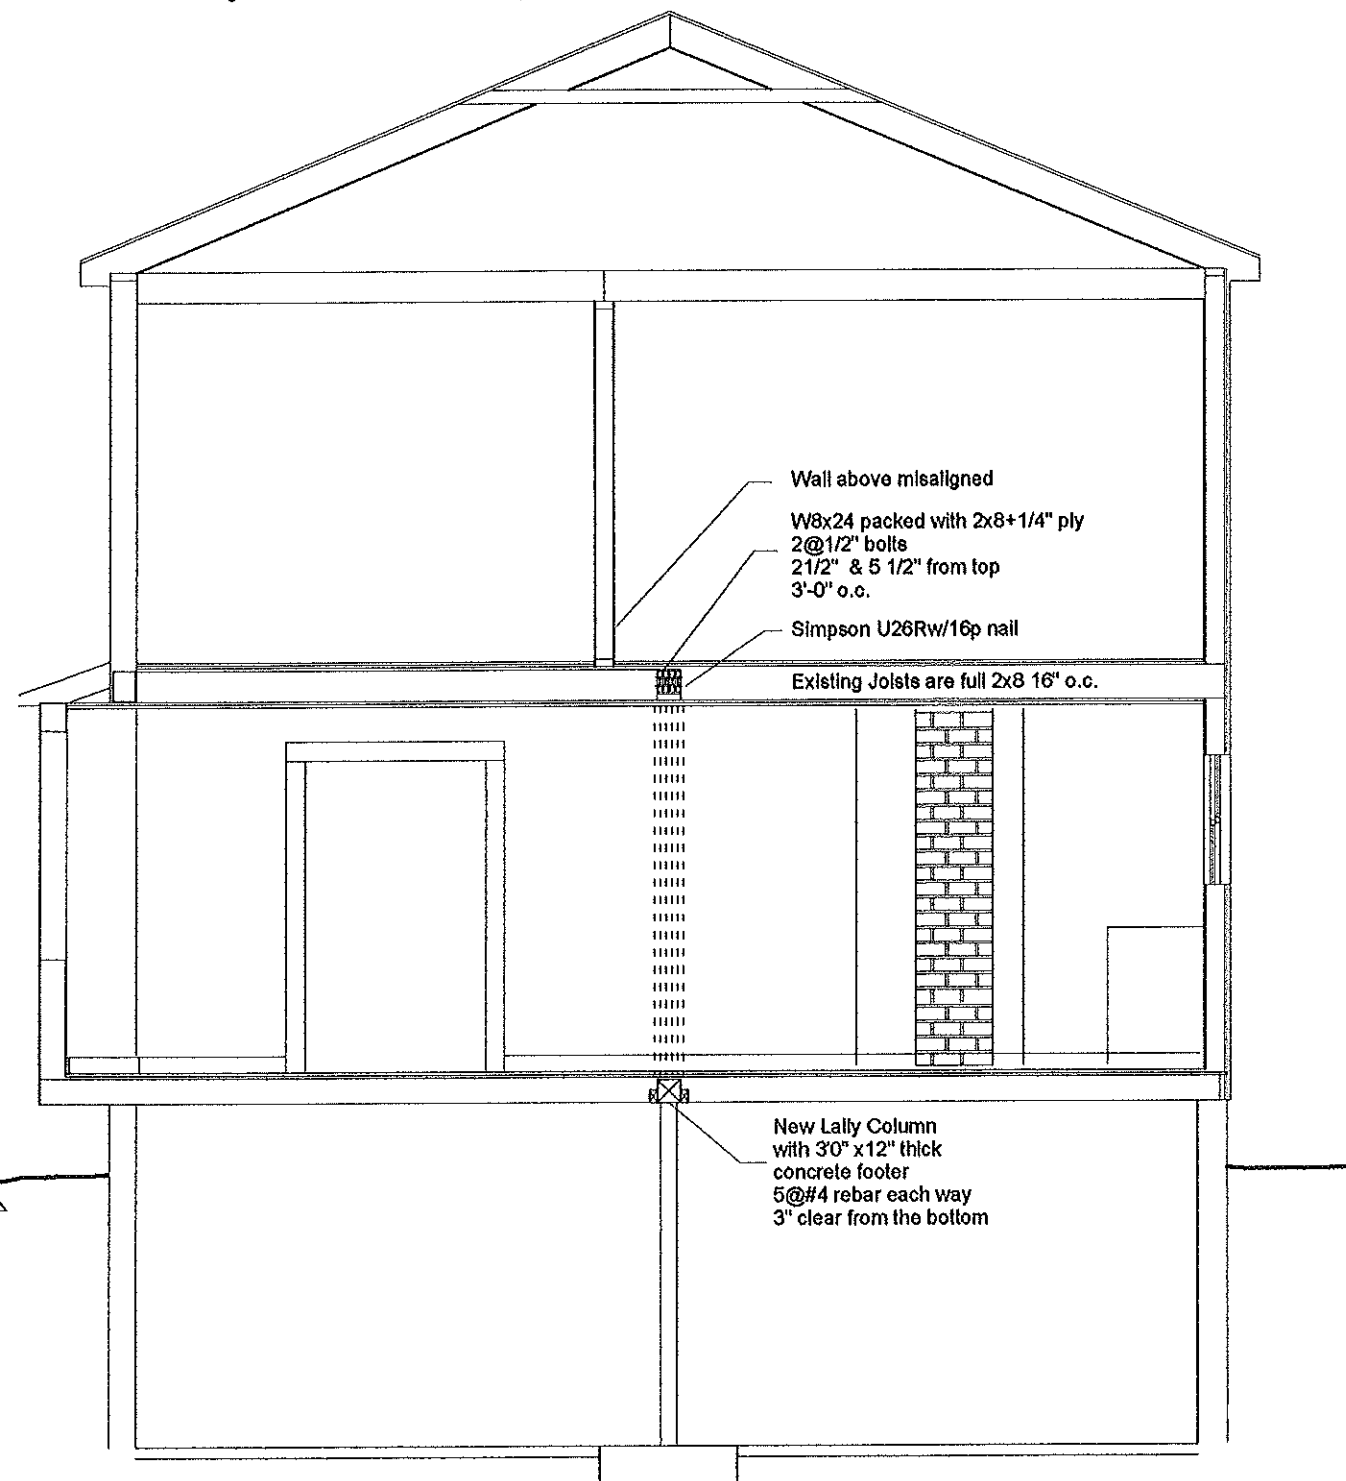 Wall above misaligned
W8x24 packed with 2x8+1/4" ply
2@1/2" bolts
21/2" & 5 1/2" from top
3'-0" o.c.
Simpson U26Rw/16p nail
Existing Joists are full 2x8 16" o.c.
New Lally Column
with 3'0" x12" thick
concrete footer
5@#4 rebar each way
3" clear from the bottom